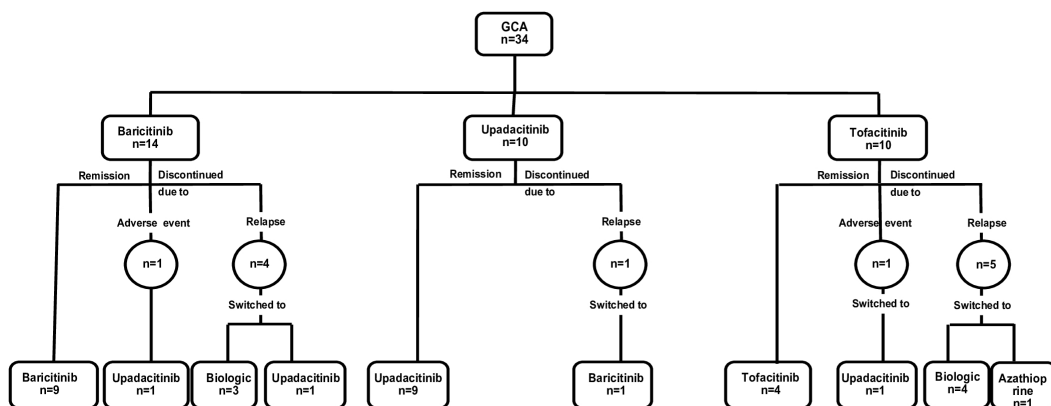 GCA
n=34
Baricitinib
n=14
Upadacitinib
n=10
Tofacitinib
n=10
Remission
Discontinued
due to
Remission
Discontinued
due to
Remission
Discontinued
due to
Adverse event
Relapse
Relapse
Adverse event
Relapse
n=1
n=4
n=1
n=1
n=5
Switched to
Switched to
Switched to
Switched to
Baricitinib
n=9
Upadacitinib
n=1
Biologic
n=3
Upadacitinib
n=1
Upadacitinib
n=9
Baricitinib
n=1
Tofacitinib
n=4
Upadacitinib
n=1
Biologic
n=4
Azathiop
rine
n=1